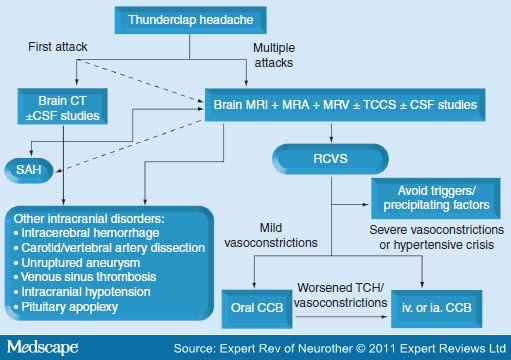 Thunderclap headache
First attack
Multiple
attacks
Brain CT
±CSF studies
Brain MRI + MRA + MRV ± TCCS ± CSF studies
SAH
RCVS
Avoid triggers/
precipitating factors
Other intracranial disorders:
• Intracerebral hemorrhage
• Carotid/vertebral artery dissection
• Unruptured aneurysm
• Venous sinus thrombosis
• Intracranial hypotension
• Pituitary apoplexy
Mild
vasoconstrictions
Severe vasoconstrictions
or hypertensive crisis
Oral CCB
Worsened TCH/
vasoconstrictions
iv. or ia. CCB
Medscape
Source: Expert Rev of Neurother © 2011 Expert Reviews Ltd